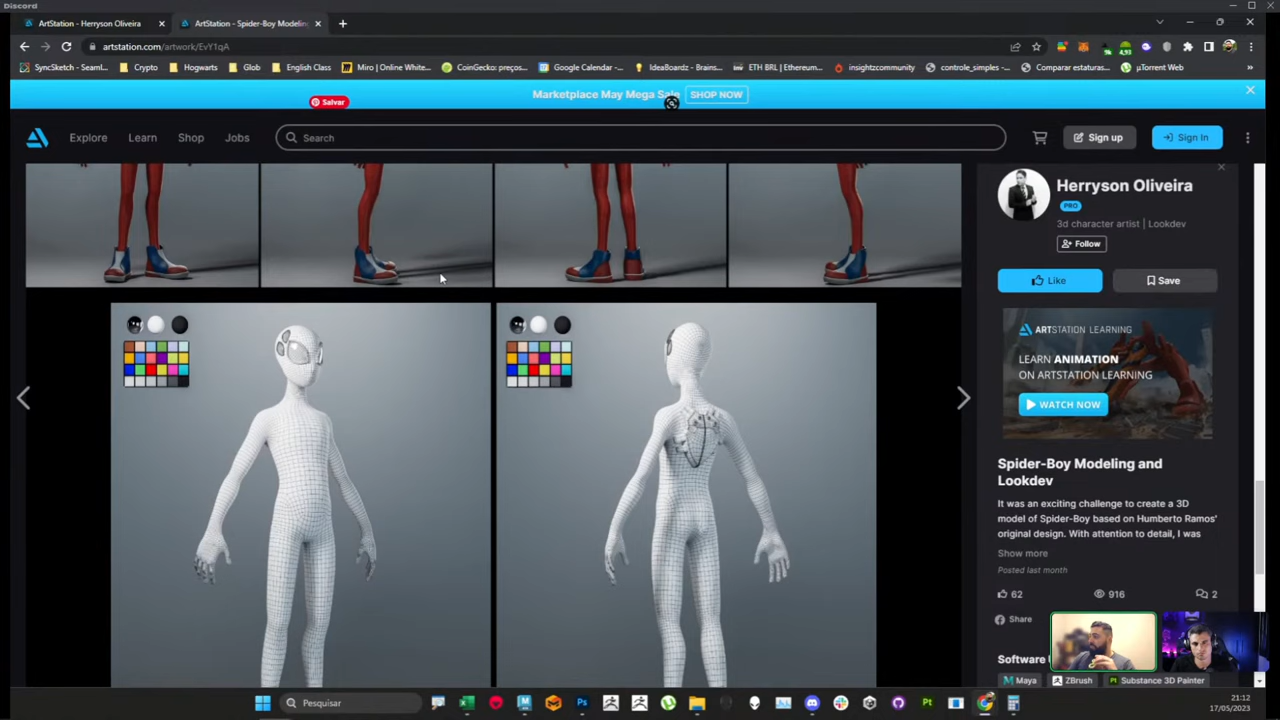 Discord
ArtStation - Herryson Oliveira
ArtStation - Spider-Boy Modelin
artstation.com/artwork/EvY1qA
SyncSketch - Seaml...
Crypto
Hogwarts
Glob
English Class
Miro | Online White...
CoinGecko: preços...
Google Calendar -...
IdeaBoardz - Brains...
ETH BRL | Ethereum...
insightzcommunity
controle_simples -...
Comparar estaturas...
µTorrent Web
»
Marketplace May Mega Sale
SHOP NOW
Salvar
Explore
Learn
Shop
Jobs
Search
Sign up
Sign In
Herryson Oliveira
PRO
3d character artist | Lookdev
Follow
Like
Save
ARTSTATION LEARNING
LEARN ANIMATION
ON ARTSTATION LEARNING
WATCH NOW
Spider-Boy Modeling and
Lookdev
It was an exciting challenge to create a 3D
model of Spider-Boy based on Humberto Ramos'
original design. With attention to detail, I was
Show more
Posted last month
62
916
2
Share
Software
Maya
ZBrush
Substance 3D Painter
Pesquisar
21:12
17/05/2023